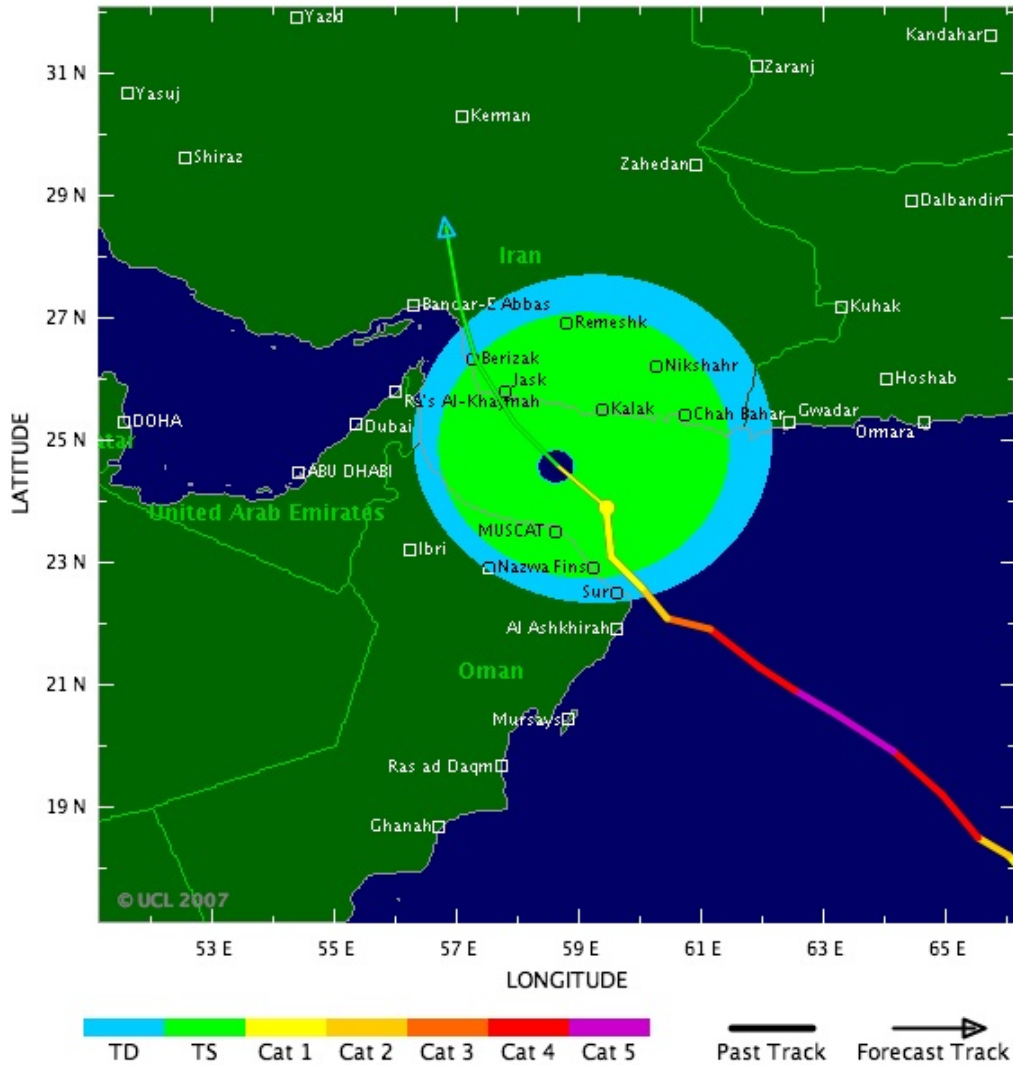 Yazd
Kandahar
31 N
Zaranj
Yasuj
Kerman
Shiraz
Zahedan
29 N
Dalbandin
Iran
27 N
Bandar-E Abbas
Kuhak
Remeshk
Berizak
Nikshahr
Jask
Hoshab
Ra's Al-Khaymah
Kalak
Chah Bahar
Gwadar
25 N
DOHA
Dubai
Ormara
tar
ABU DHABI
LATITUDE
United Arab Emirates
MUSCAT
Ibri
23 N
Nazwa
Fins
Sur
Al Ashkhirah
21 N
Oman
Mursays
Ras ad Daqm
19 N
Ghanah
© UCL 2007
53 E 55 E 57 E 59 E 61 E 63 E 65 E
LONGITUDE
TD TS Cat 1 Cat 2 Cat 3 Cat 4 Cat 5 Past Track Forecast Track